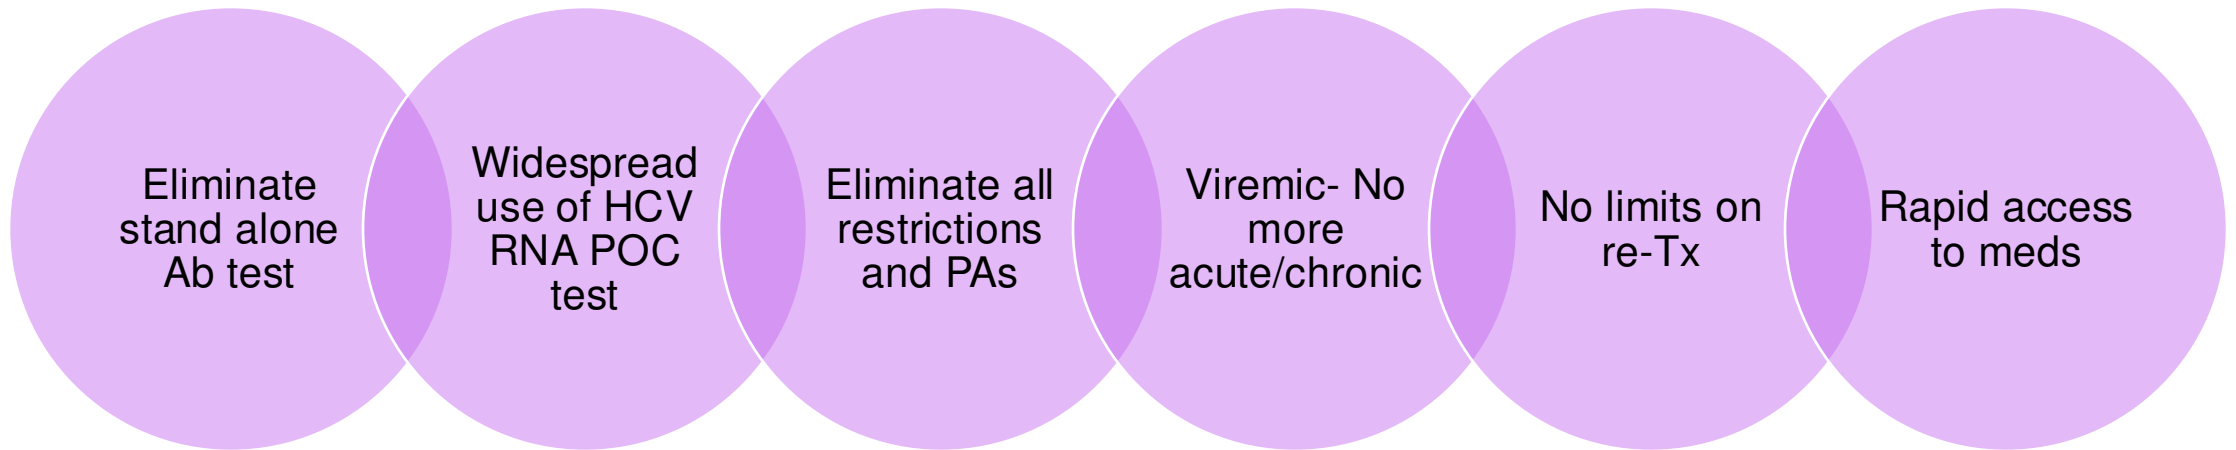 Eliminate
stand alone
Ab test
Widespread
use of HCV
RNA POC
test
Eliminate all
restrictions
and PAs
Viremic- No
more
acute/chronic
No limits on
re-Tx
Rapid access
to meds